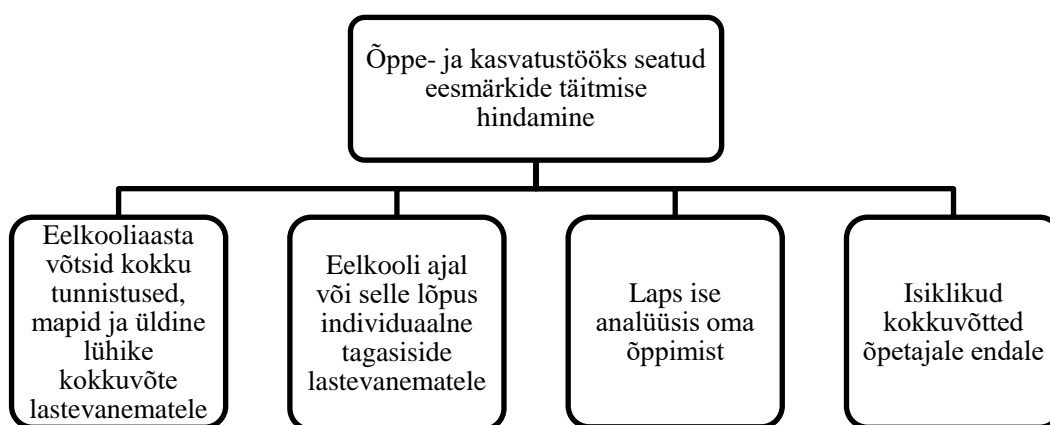 Õppe- ja kasvatustööks seatud
eesmärkide täitmise
hindamine
Eelkooliaasta
võtsid kokku
tunnistused,
mapid ja üldine
lühike
kokkuvõte
lastevanematele
Eelkooli ajal
või selle lõpus
individuaalne
tagasiside
lastevanematele
Laps ise
analüüsis oma
õppimist
Isiklikud
kokkuvõtted
õpetajale endale